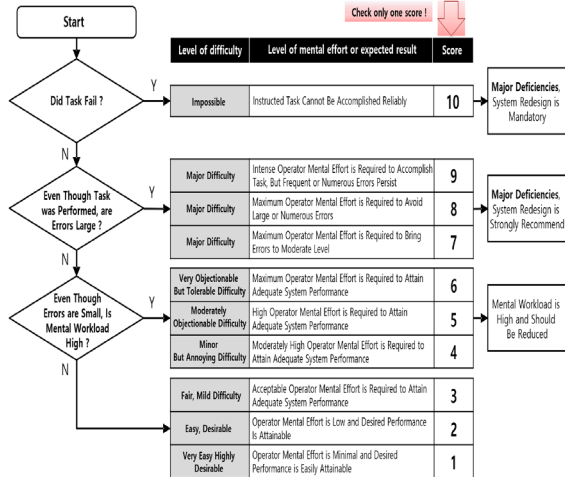 Start
Check only one score !
Level of difficulty
Level of mental effort or expected result
Score
Did Task Fail ?
Y
Impossible
Instructed Task Cannot Be Accomplished Reliably
10
Major Deficiencies,
System Redesign is
Mandatory
N
Even Though Task
was Performed, are
Errors Large ?
Y
Major Difficulty
Intense Operator Mental Effort is Required to Accomplish
Task, But Frequent or Numerous Errors Persist
9
Major Difficulty
Maximum Operator Mental Effort is Required to Avoid
Large or Numerous Errors
8
Major Difficulty
Maximum Operator Mental Effort is Required to Bring
Errors to Moderate Level
7
Major Deficiencies,
System Redesign is
Strongly Recommend
N
Even Though
Errors are Small, Is
Mental Workload
High ?
Y
Very Objectionable
But Tolerable Difficulty
Maximum Operator Mental Effort is Required to Attain
Adequate System Performance
6
Moderately
Objectionable Difficulty
High Operator Mental Effort is Required to Attain
Adequate System Performance
5
Minor
But Annoying Difficulty
Moderately High Operator Mental Effort is Required to
Attain Adequate System Performance
4
Mental Workload is
High and Should
Be Reduced
N
Fair, Mild Difficulty
Acceptable Operator Mental Effort is Required to Attain
Adequate System Performance
3
Easy, Desirable
Operator Mental Effort is Low and Desired Performance
Is Attainable
2
Very Easy Highly
Desirable
Operator Mental Effort is Minimal and Desired
Performance is Easily Attainable
1